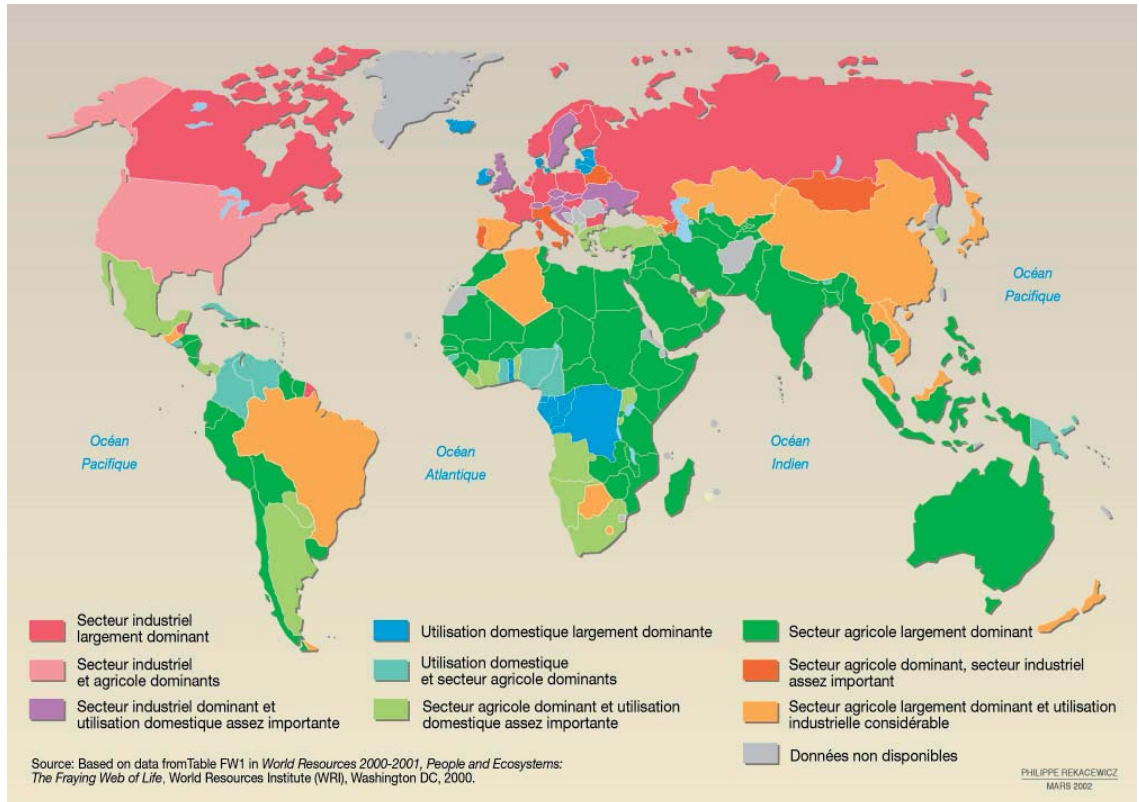 Océan
Pacifique
Océan
Atlantique
Océan
Indien
Océan
Pacifique
Secteur industriel
largement dominant
Secteur industriel
et agricole dominants
Secteur industriel dominant et
utilisation domestique assez importante
Utilisation domestique largement dominante
Utilisation domestique
et secteur agricole dominants
Secteur agricole dominant et utilisation
domestique assez importante
Secteur agricole largement dominant
Secteur agricole dominant, secteur industriel
assez important
Secteur agricole largement dominant et utilisation
industrielle considérable
Données non disponibles
Source: Based on data fromTable FW1 in World Resources 2000-2001, People and Ecosystems:
The Fraying Web of Life, World Resources Institute (WRI), Washington DC, 2000.
PHILIPPE REKACEWICZ
MARS 2002